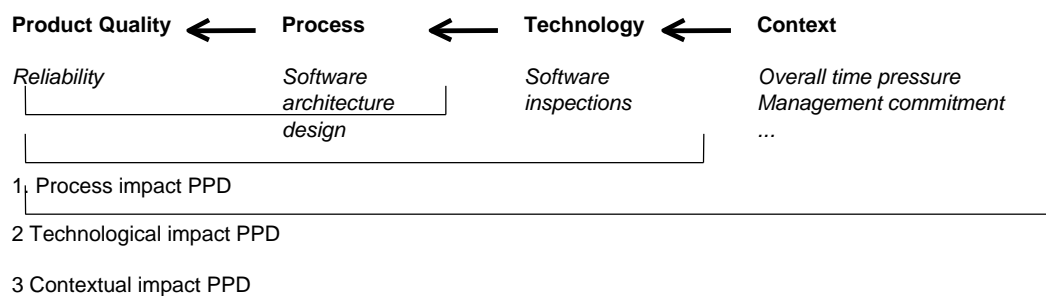 Product Quality Process Technology Context
Reliability Software Software Overall time pressure
architecture inspections Management commitment
design ...
1. Process impact PPD
2 Technological impact PPD
3 Contextual impact PPD